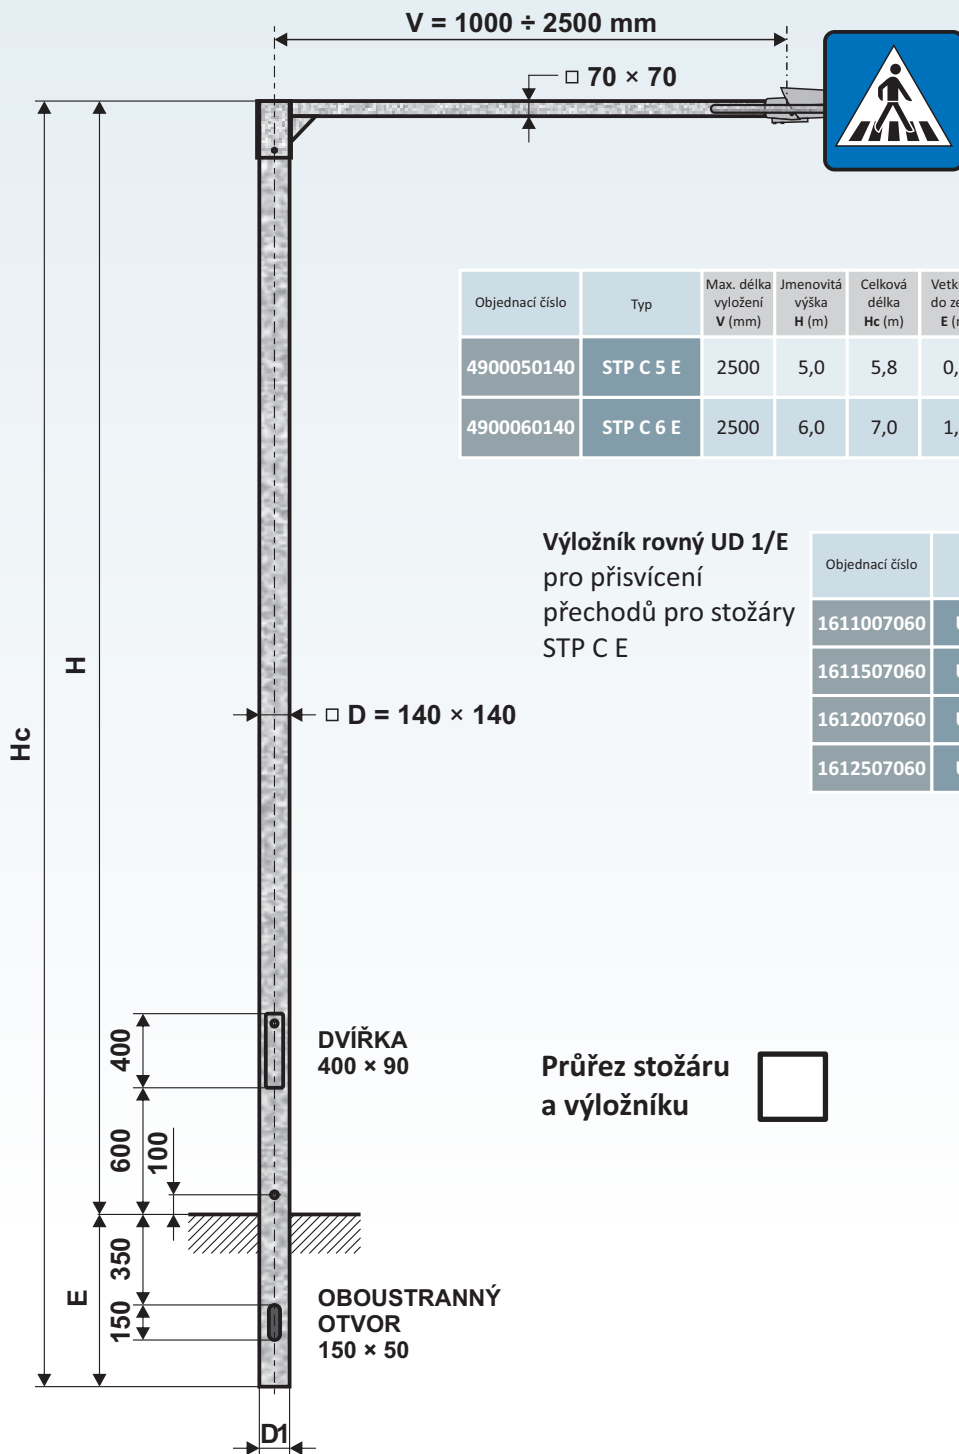 V = 1000 ÷ 2500 mm
□ 70 × 70
Objednací číslo
Typ
Max. délka
vyložení
V (mm)
Jmenovitá
výška
H (m)
Celková
délka
Hc (m)
do
E
4900050140 STP C 5 E 2500 5,0 5,8 0,
4900060140 STP C 6 E 2500 6,0 7,0 1,
Výložník rovný UD 1/E
pro přisvícení
přechodů pro stožáry
STP C E
Objednací číslo
1611007060
1611507060
1612007060
1612507060
H
Hc
□ D = 140 × 140
400
DVÍŘKA
400 × 90
Průřez stožáru
a výložníku
600
100
350
E
150
OBOUSTRANNÝ
OTVOR
150 × 50
D1